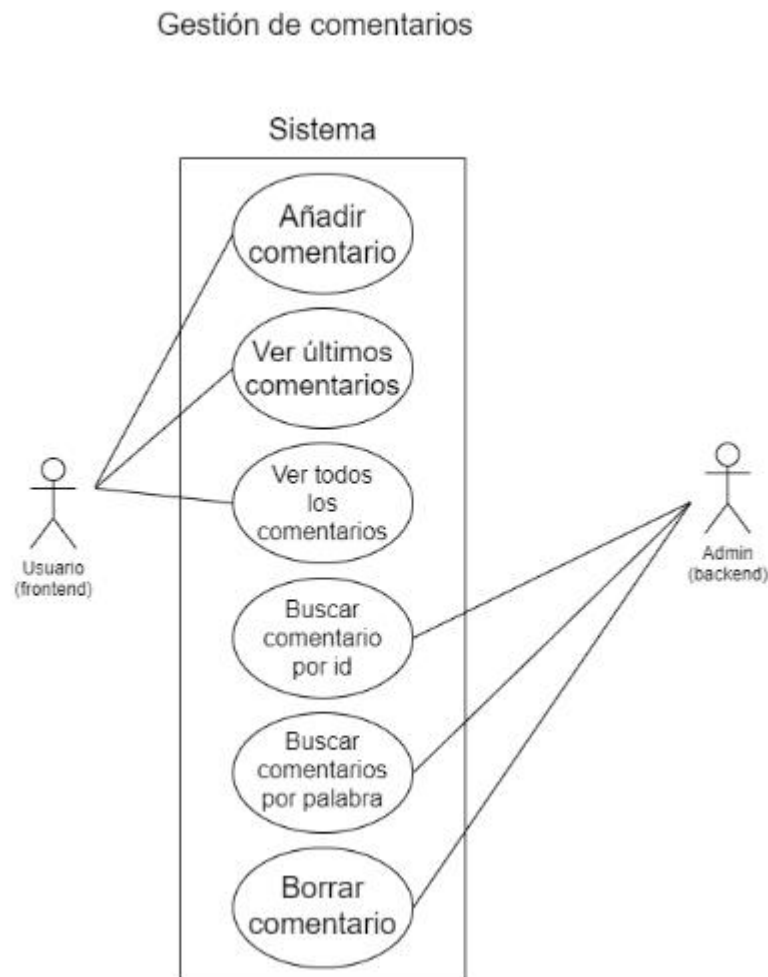 Gestión de comentarios
Sistema
Añadir
comentario
Ver últimos
comentarios
Ver todos
los
comentarios
Buscar
comentario
por id
Buscar
comentarios
por palabra
Borrar
comentario
Usuario
(frontend)
Admin
(backend)